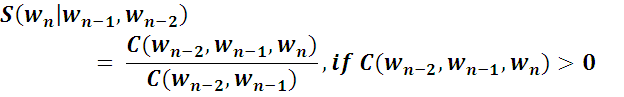 S(wₙ|wₙ₋₁, wₙ₋₂)
= C(wₙ₋₂, wₙ₋₁, wₙ) / C(wₙ₋₂, wₙ₋₁) , if C(wₙ₋₂, wₙ₋₁, wₙ) > 0